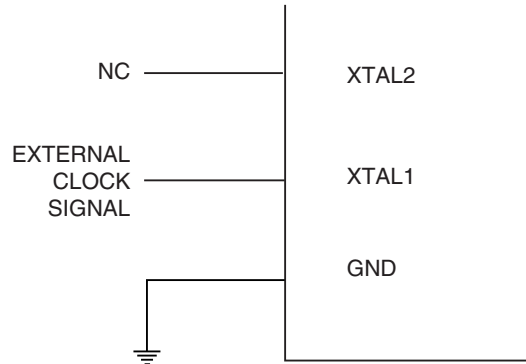 NC
XTAL2
EXTERNAL
CLOCK
SIGNAL
XTAL1
GND